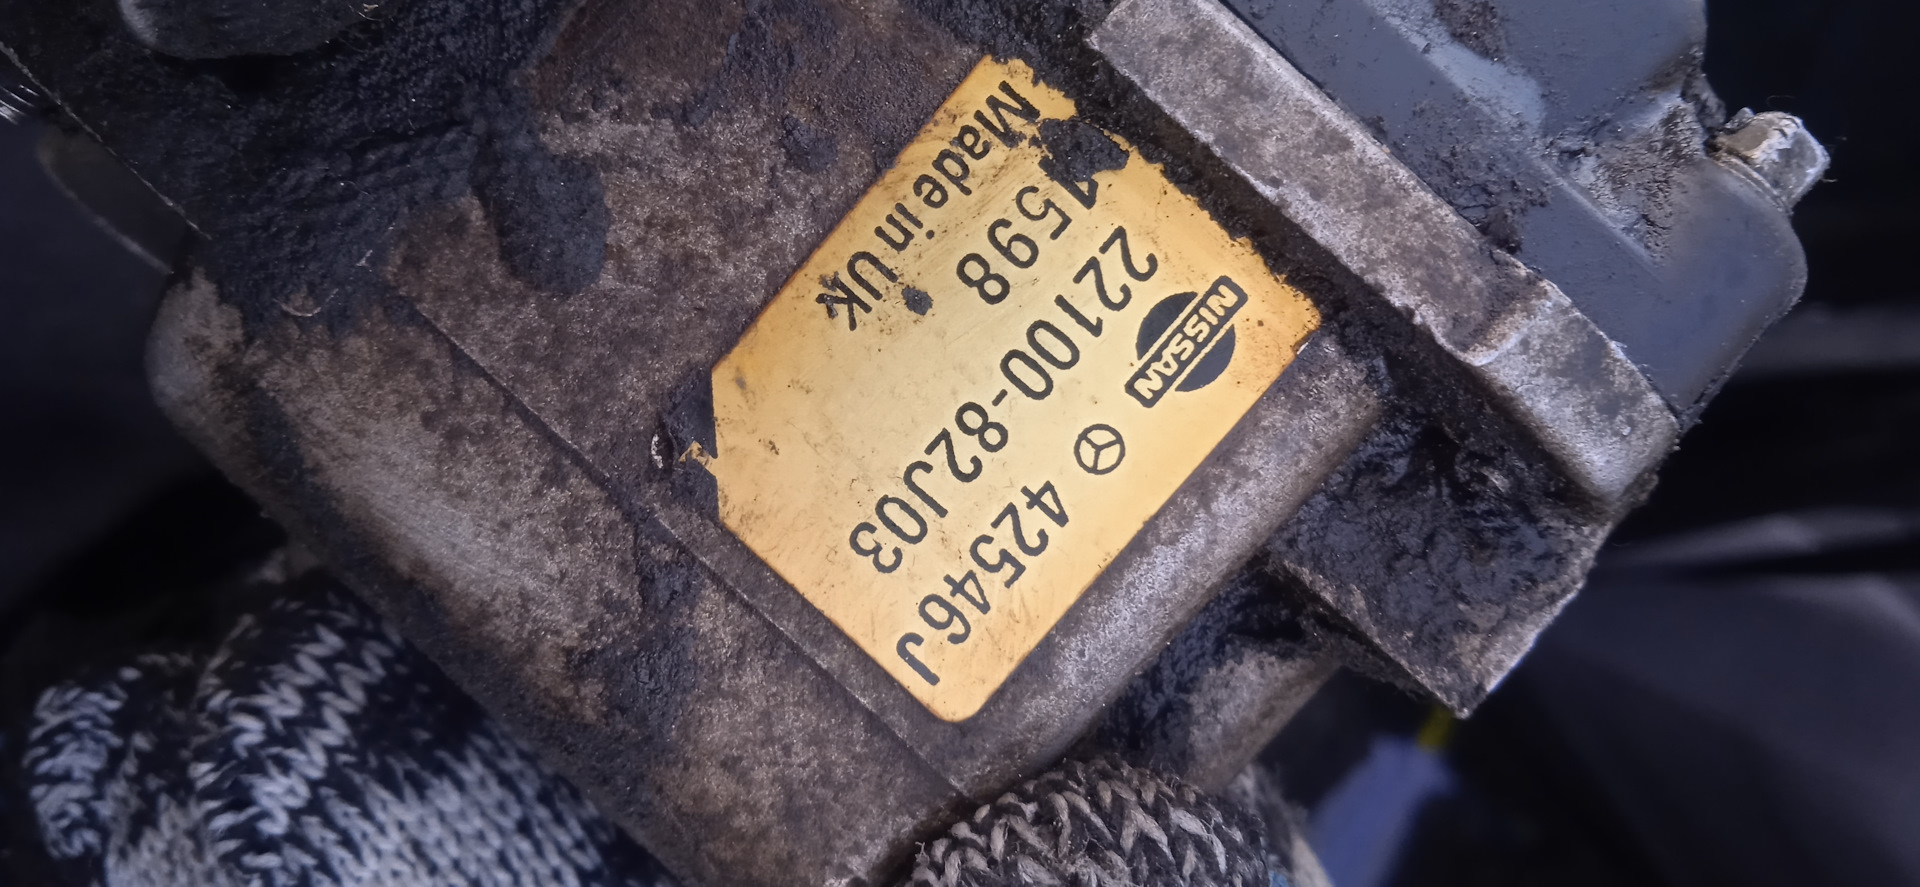 NISSAN
42546J
22100-82J03
1598
Made in UK